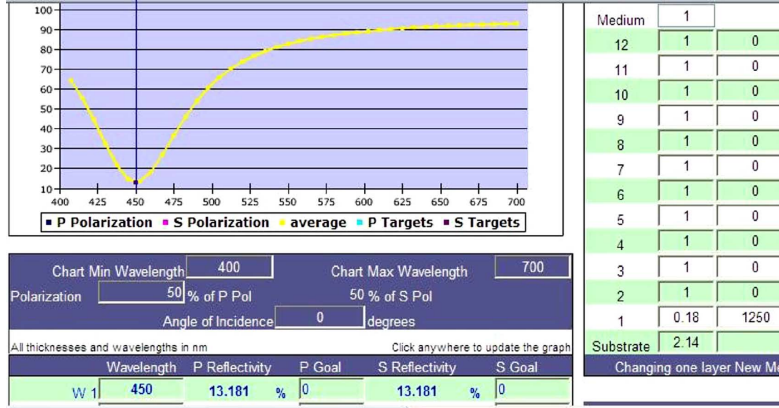 100
90
80
70
60
50
40
30
20
10
400 425 450 475 500 525 550 575 600 625 650 675 700
P Polarization S Polarization average P Targets S Targets
Chart Min Wavelength 400 Chart Max Wavelength 700
Polarization 50 % of P Pol 50 % of S Pol
Angle of Incidence 0 degrees
All thicknesses and wavelengths in nm Click anywhere to update the graph
Wavelength P Reflectivity P Goal S Reflectivity S Goal
W 1 450 13.181 % 0 13.181 % 0
Medium 1
12 1 0
11 1 0
10 1 0
9 1 0
8 1 0
7 1 0
6 1 0
5 1 0
4 1 0
3 1 0
2 1 0
1 0.18 1250
Substrate 2.14
Changing one layer New Me